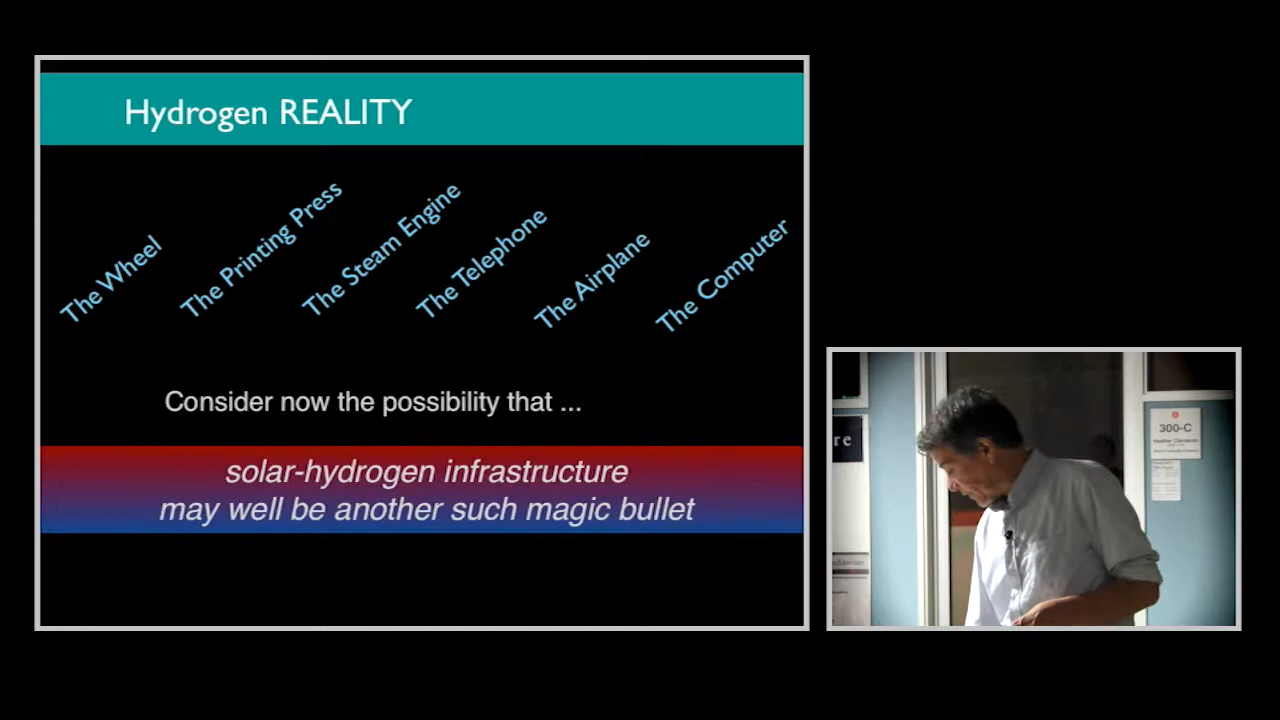 Hydrogen REALITY
The Wheel
The Printing Press
The Steam Engine
The Telephone
The Airplane
The Computer
Consider now the possibility that ...
solar-hydrogen infrastructure
may well be another such magic bullet
re
300-C